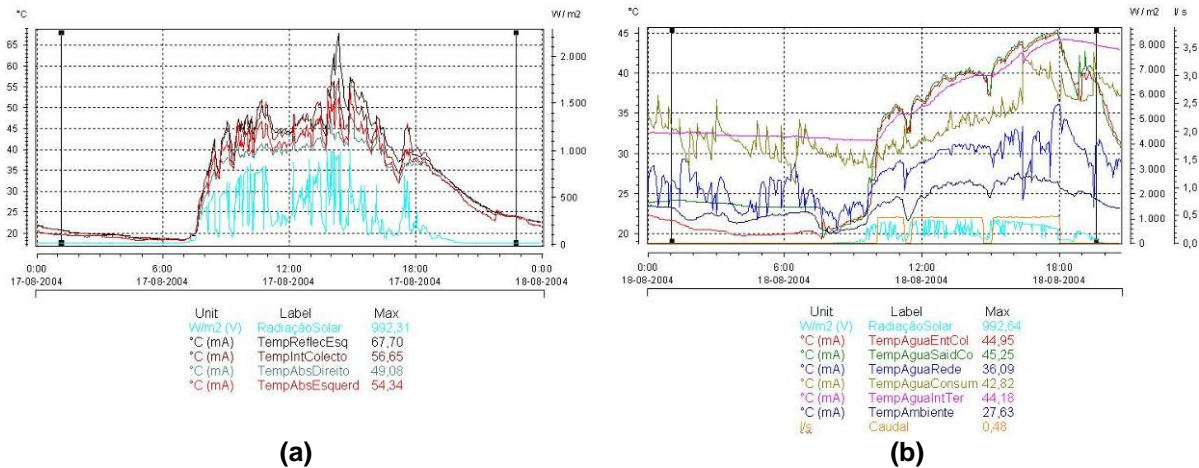 °C W/ m2
65
60
55
50
45
40
35
30
25
20
2.000
1.500
1.000
500
0
0:00 6:00 12:00 18:00 0:00
17-08-2004 17-08-2004 17-08-2004 17-08-2004 18-08-2004
Unit Label Max
W/m2 (V) RadiaçãoSolar 992,31
°C (mA) TempReflecEsq 67,70
°C (mA) TempIntColecto 56,65
°C (mA) TempAbsDireito 49,08
°C (mA) TempAbsEsquerd 54,34
(a)
°C W/ m2 l/ s
45
40
35
30
25
20
8.000
7.000
6.000
5.000
4.000
3.000
2.000
1.000
0
3,5
3,0
2,5
2,0
1,5
1,0
0,5
0,0
0:00 6:00 12:00 18:00
18-08-2004 18-08-2004 18-08-2004 18-08-2004
Unit Label Max
W/m2 (V) RadiaçãoSolar 992,64
°C (mA) TempAguaEntCol 44,95
°C (mA) TempAguaSaidCo 45,25
°C (mA) TempAguaRede 36,09
°C (mA) TempAguaConsum 42,82
°C (mA) TempAguaIntTer 44,18
°C (mA) TempAmbiente 27,63
l/s Caudal 0,48
(b)